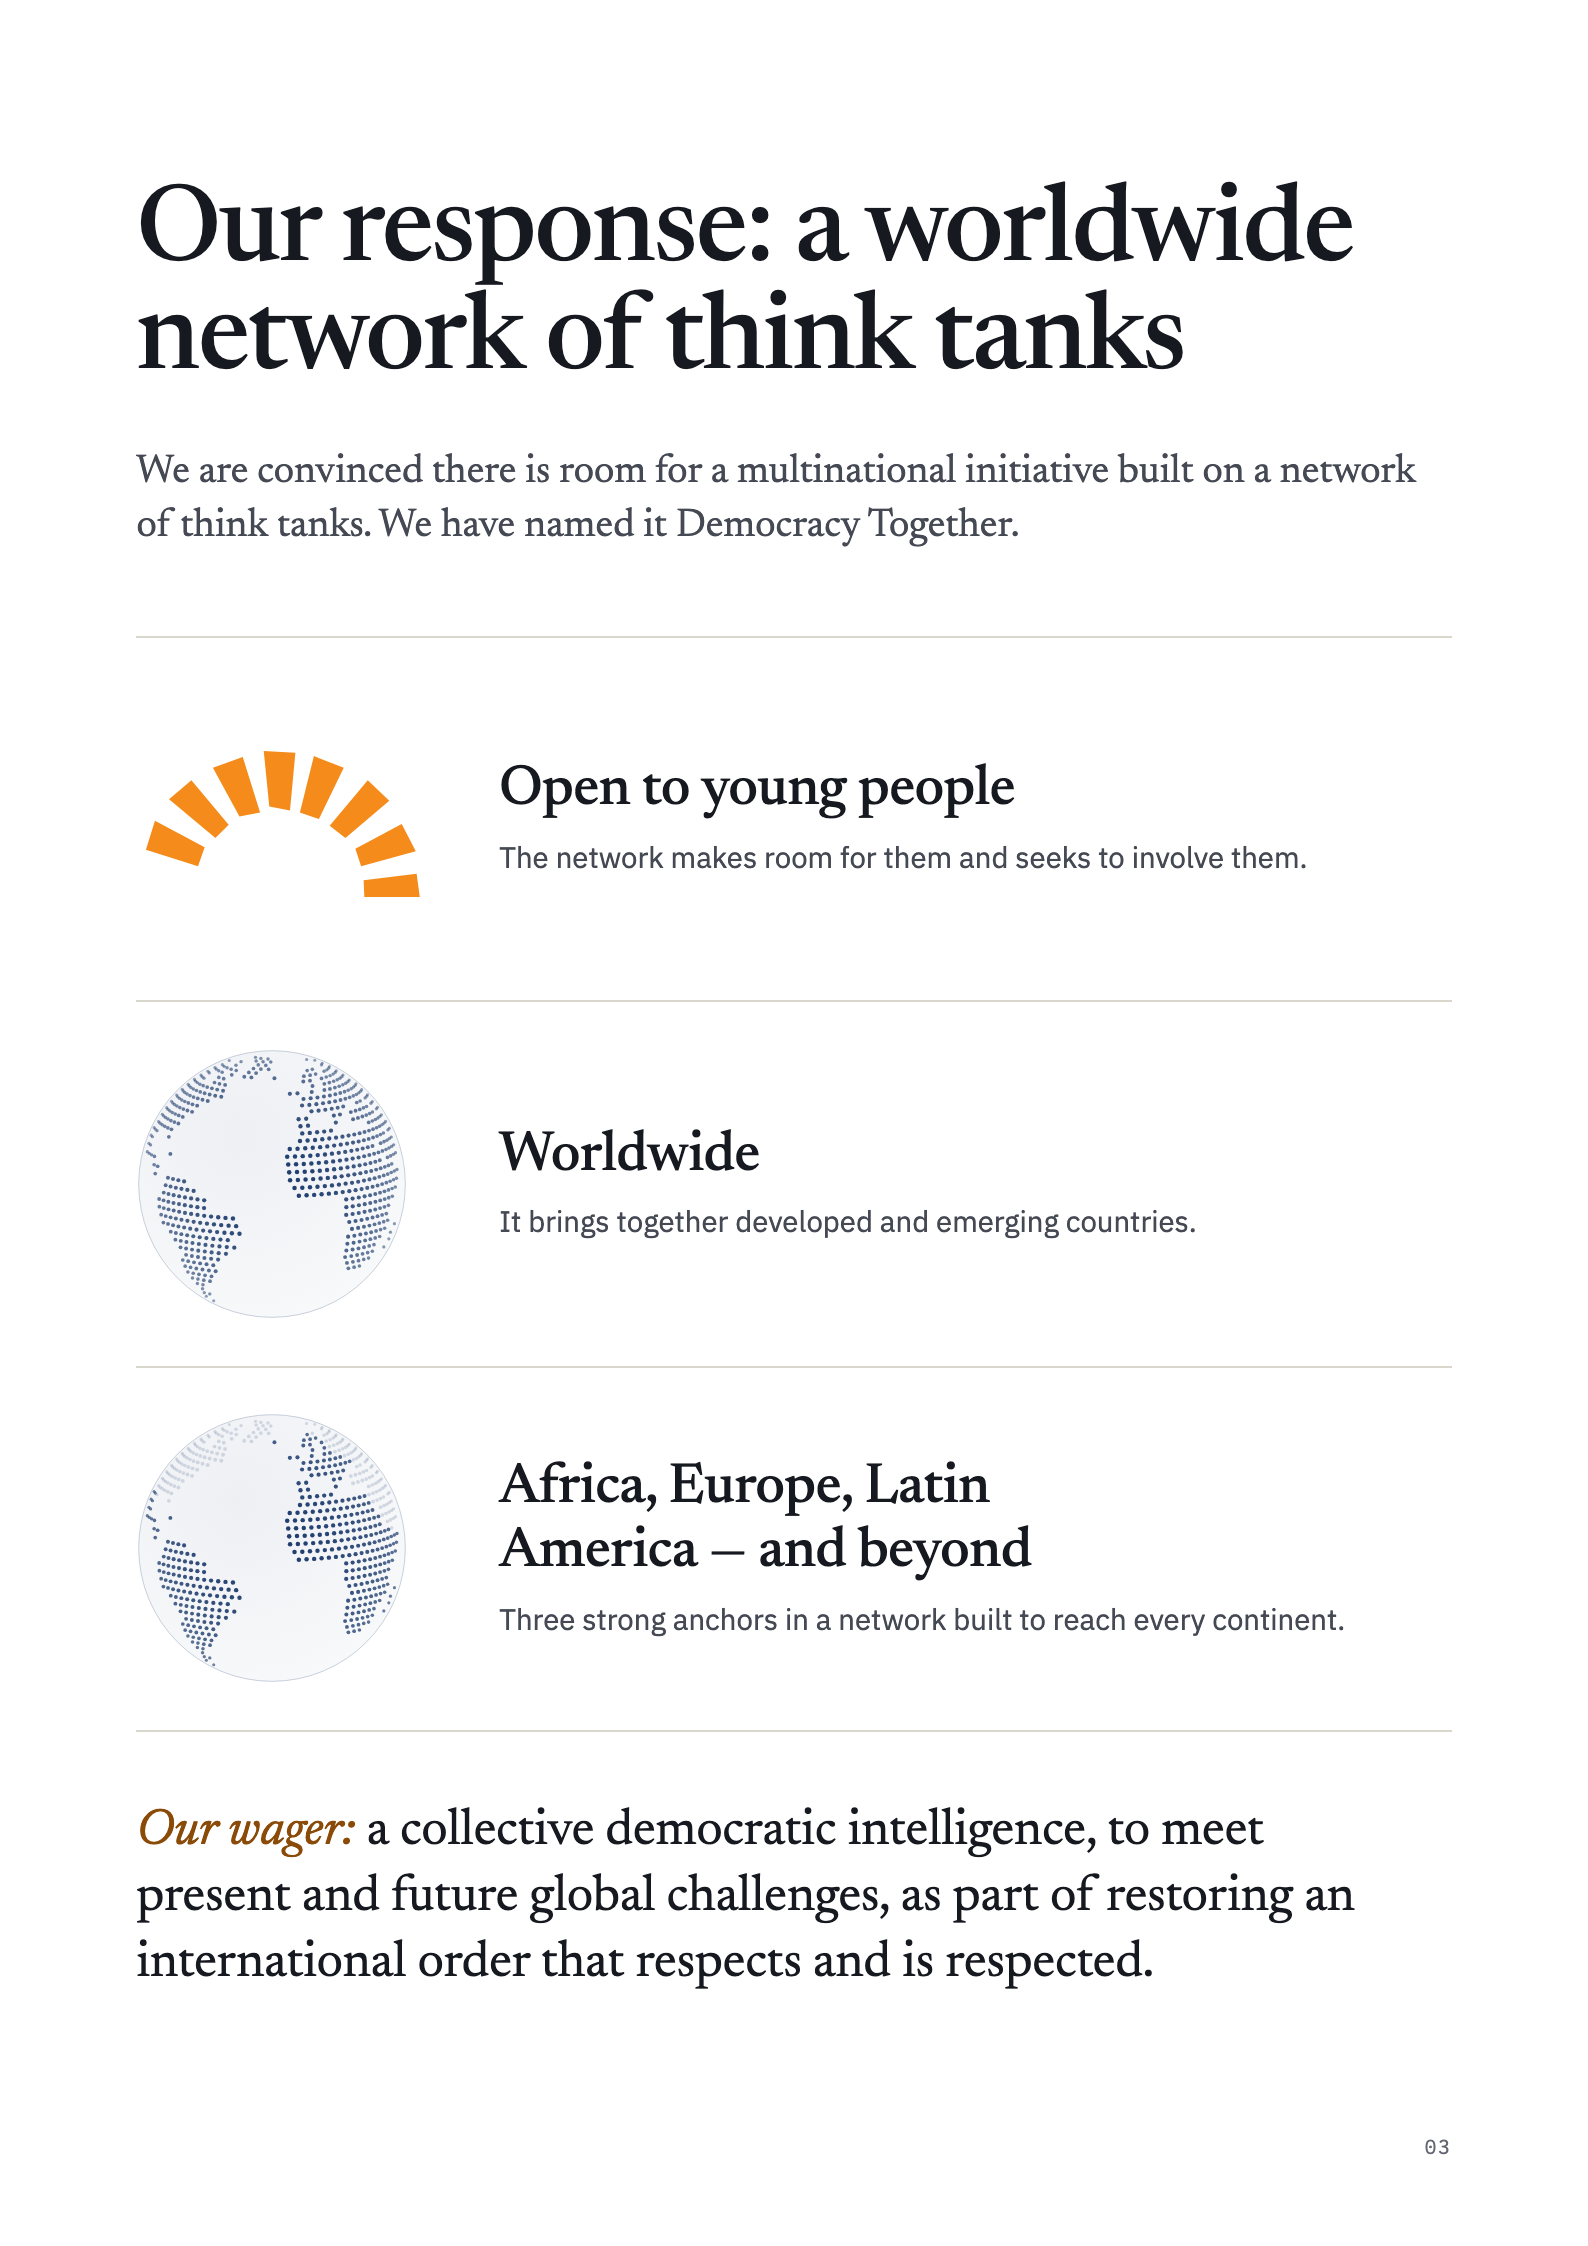 Our response: a worldwide
network of think tanks
We are convinced there is room for a multinational initiative built on a network
of think tanks. We have named it Democracy Together.
Open to young people
The network makes room for them and seeks to involve them.
Worldwide
It brings together developed and emerging countries.
Africa, Europe, Latin
America — and beyond
Three strong anchors in a network built to reach every continent.
Our wager: a collective democratic intelligence, to meet
present and future global challenges, as part of restoring an
international order that respects and is respected.
03